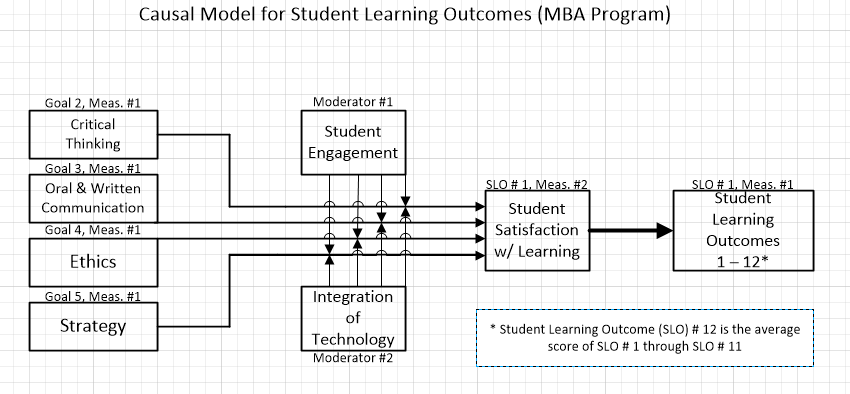 Causal Model for Student Learning Outcomes (MBA Program)
Goal 2, Meas. #1
Critical
Thinking
Goal 3, Meas. #1
Oral & Written
Communication
Goal 4, Meas. #1
Ethics
Goal 5, Meas. #1
Strategy
Moderator #1
Student
Engagement
Integration
of
Technology
Moderator #2
SLO # 1, Meas. #2
Student
Satisfaction
w/ Learning
SLO # 1, Meas. #1
Student
Learning
Outcomes
1 – 12*
* Student Learning Outcome (SLO) # 12 is the average
score of SLO # 1 through SLO # 11